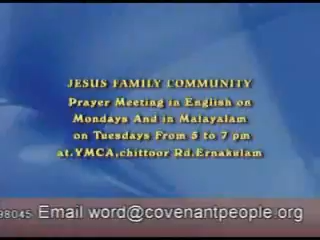 JESUS FAMILY COMMUNITY
Prayer Meeting in English on
Mondays And in Malayalam
on Tuesdays From 5 to 7 pm
at.YMCA,chittoor Rd.Ernakulam
98045 Email word@covenantpeople.org